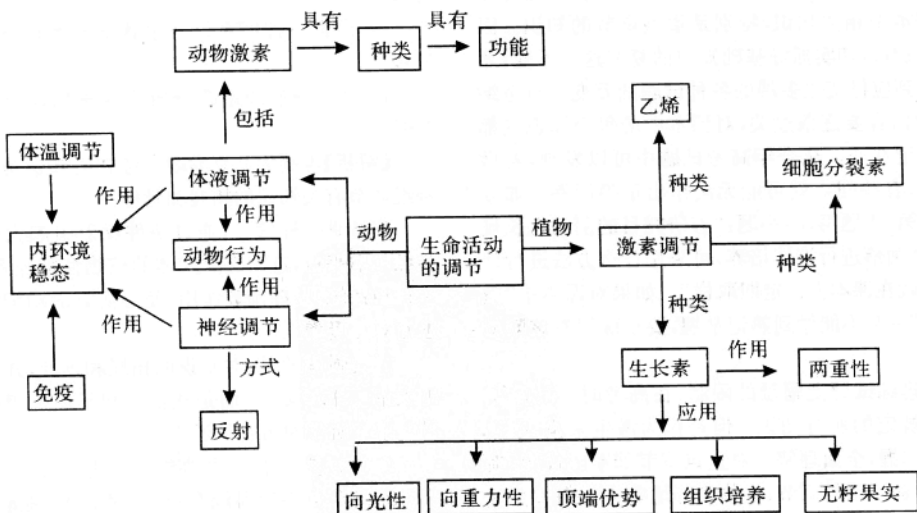 具有
具有
动物激素
种类
功能
乙烯
包括
细胞分裂素
体温调节
体液调节
种类
作用
作用
动物
植物
内环境
稳态
动物行为
生命活动
的调节
激素调节
种类
作用
种类
作用
神经调节
方式
生长素
作用
两重性
免疫
反射
应用
向光性
向重力性
顶端优势
组织培养
无籽果实